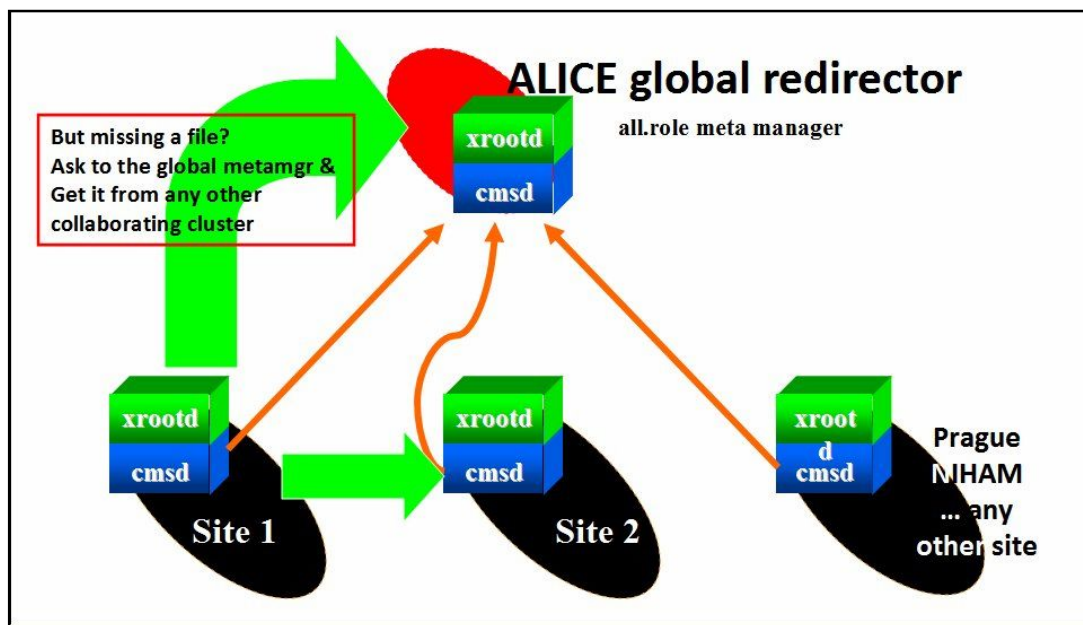 ALICE global redirector
all.role meta manager
But missing a file?
Ask to the global metamgr &
Get it from any other
collaborating cluster
xrootd
cmsd
xrootd
cmsd
Site 1
xrootd
cmsd
Site 2
xroot
d
cmsd
Prague
NIHAM
... any
other site